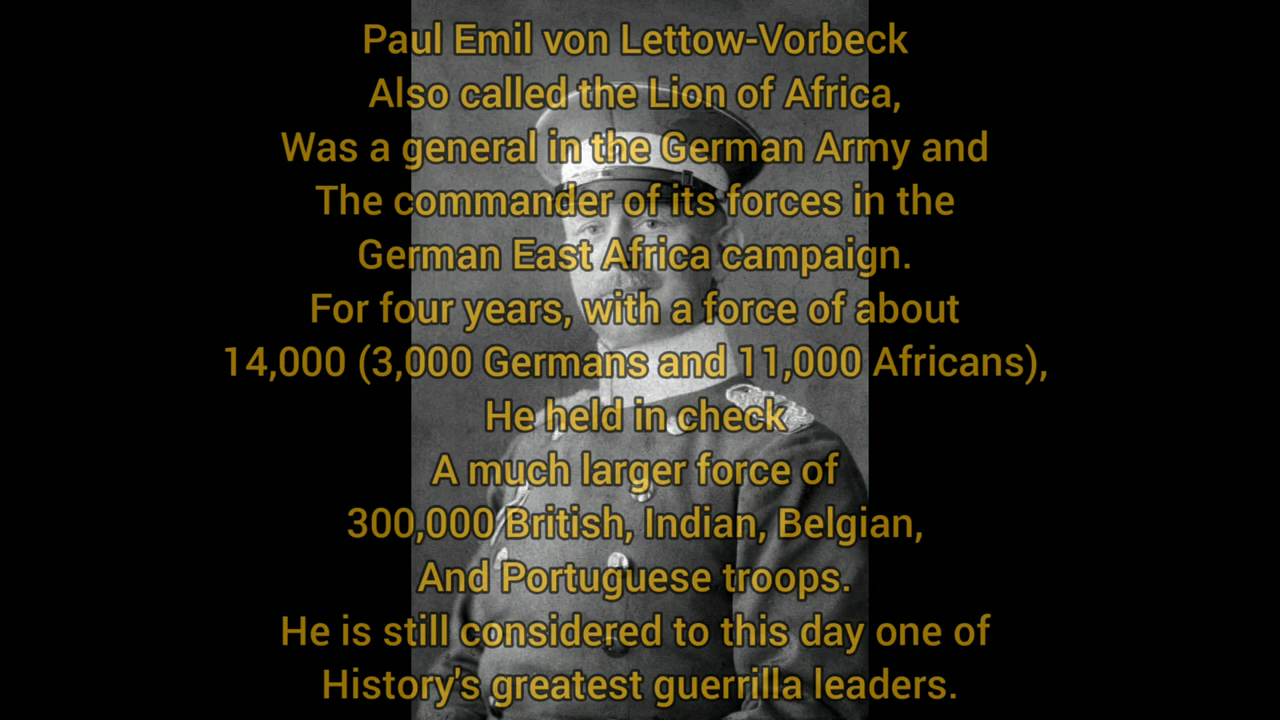 Paul Emil von Lettow-Vorbeck
Also called the Lion of Africa,
Was a general in the German Army and
The commander of its forces in the
German East Africa campaign.
For four years, with a force of about
14,000 (3,000 Germans and 11,000 Africans),
He held in check
A much larger force of
300,000 British, Indian, Belgian,
And Portuguese troops.
He is still considered to this day one of
History's greatest guerrilla leaders.